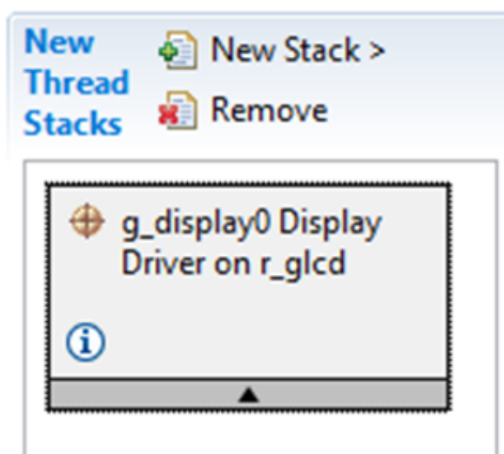 New
Thread
Stacks
New Stack >
Remove
g_display0 Display
Driver on r_glcd